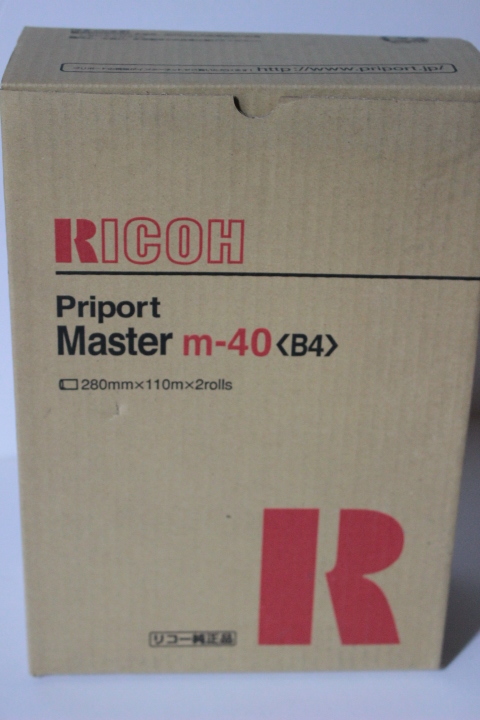 http://www.priport.jp/
RICOH
Priport
Master m-40〈B4〉
280mm×110m×2rolls
R
リコー純正品